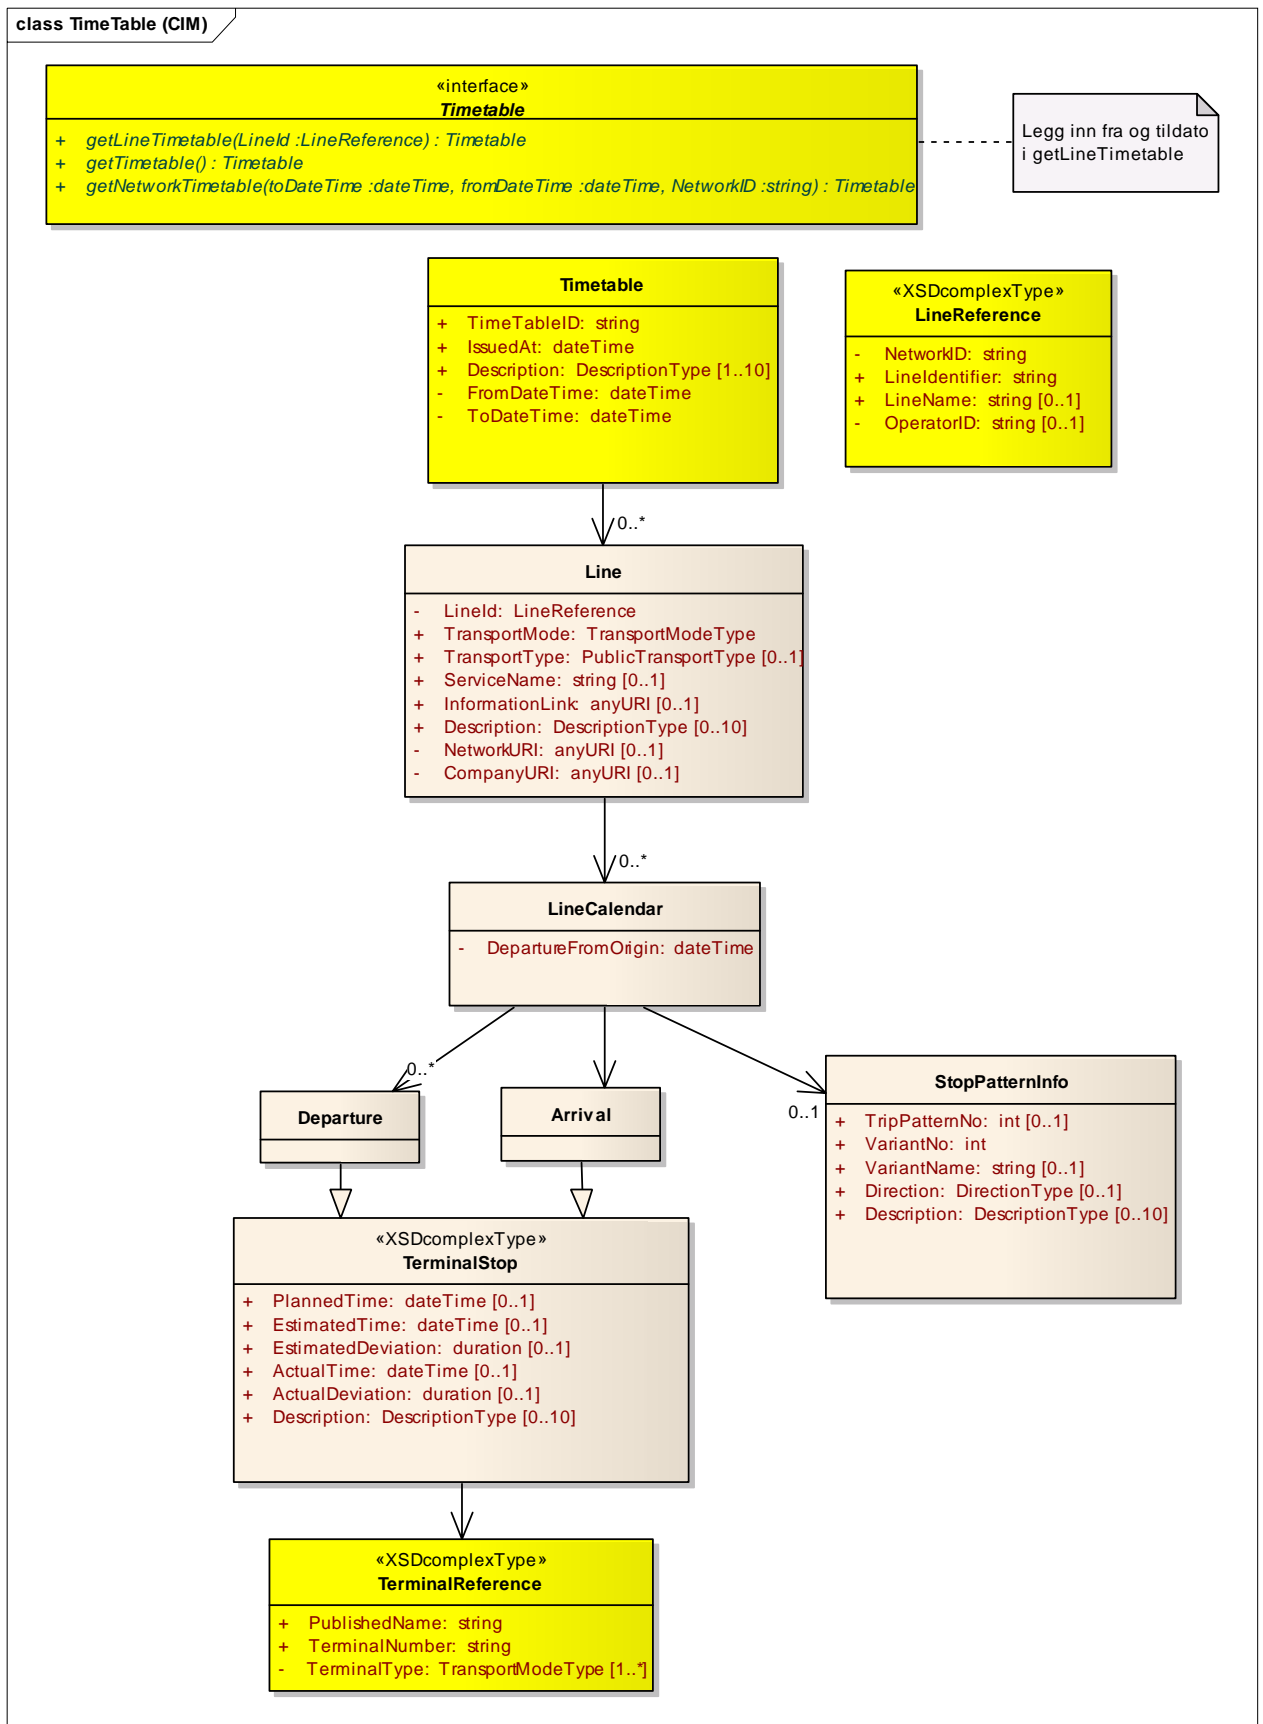 class TimeTable (CIM)
«interface»
Timetable
+ getLineTimetable(LineId :LineReference) : Timetable
+ getTimetable() : Timetable
+ getNetworkTimetable(toDateTime :dateTime, fromDateTime :dateTime, NetworkID :string) : Timetable
Legg inn fra og tildato
i getLineTimetable
Timetable
+ TimeTableID: string
+ IssuedAt: dateTime
+ Description: DescriptionType [1..10]
- FromDateTime: dateTime
- ToDateTime: dateTime
«XSDcomplexType»
LineReference
- NetworkID: string
+ LineIdentifier: string
+ LineName: string [0..1]
- OperatorID: string [0..1]
0..*
Line
- LineId: LineReference
+ TransportMode: TransportModeType
+ TransportType: PublicTransportType [0..1]
+ ServiceName: string [0..1]
+ InformationLink: anyURI [0..1]
+ Description: DescriptionType [0..10]
- NetworkURI: anyURI [0..1]
- CompanyURI: anyURI [0..1]
0..*
LineCalendar
- DepartureFromOrigin: dateTime
0..*
0..1
Departure
Arrival
StopPatternInfo
+ TripPatternNo: int [0..1]
+ VariantNo: int
+ VariantName: string [0..1]
+ Direction: DirectionType [0..1]
+ Description: DescriptionType [0..10]
«XSDcomplexType»
TerminalStop
+ PlannedTime: dateTime [0..1]
+ EstimatedTime: dateTime [0..1]
+ EstimatedDeviation: duration [0..1]
+ ActualTime: dateTime [0..1]
+ ActualDeviation: duration [0..1]
+ Description: DescriptionType [0..10]
«XSDcomplexType»
TerminalReference
+ PublishedName: string
+ TerminalNumber: string
- TerminalType: TransportModeType [1..*]